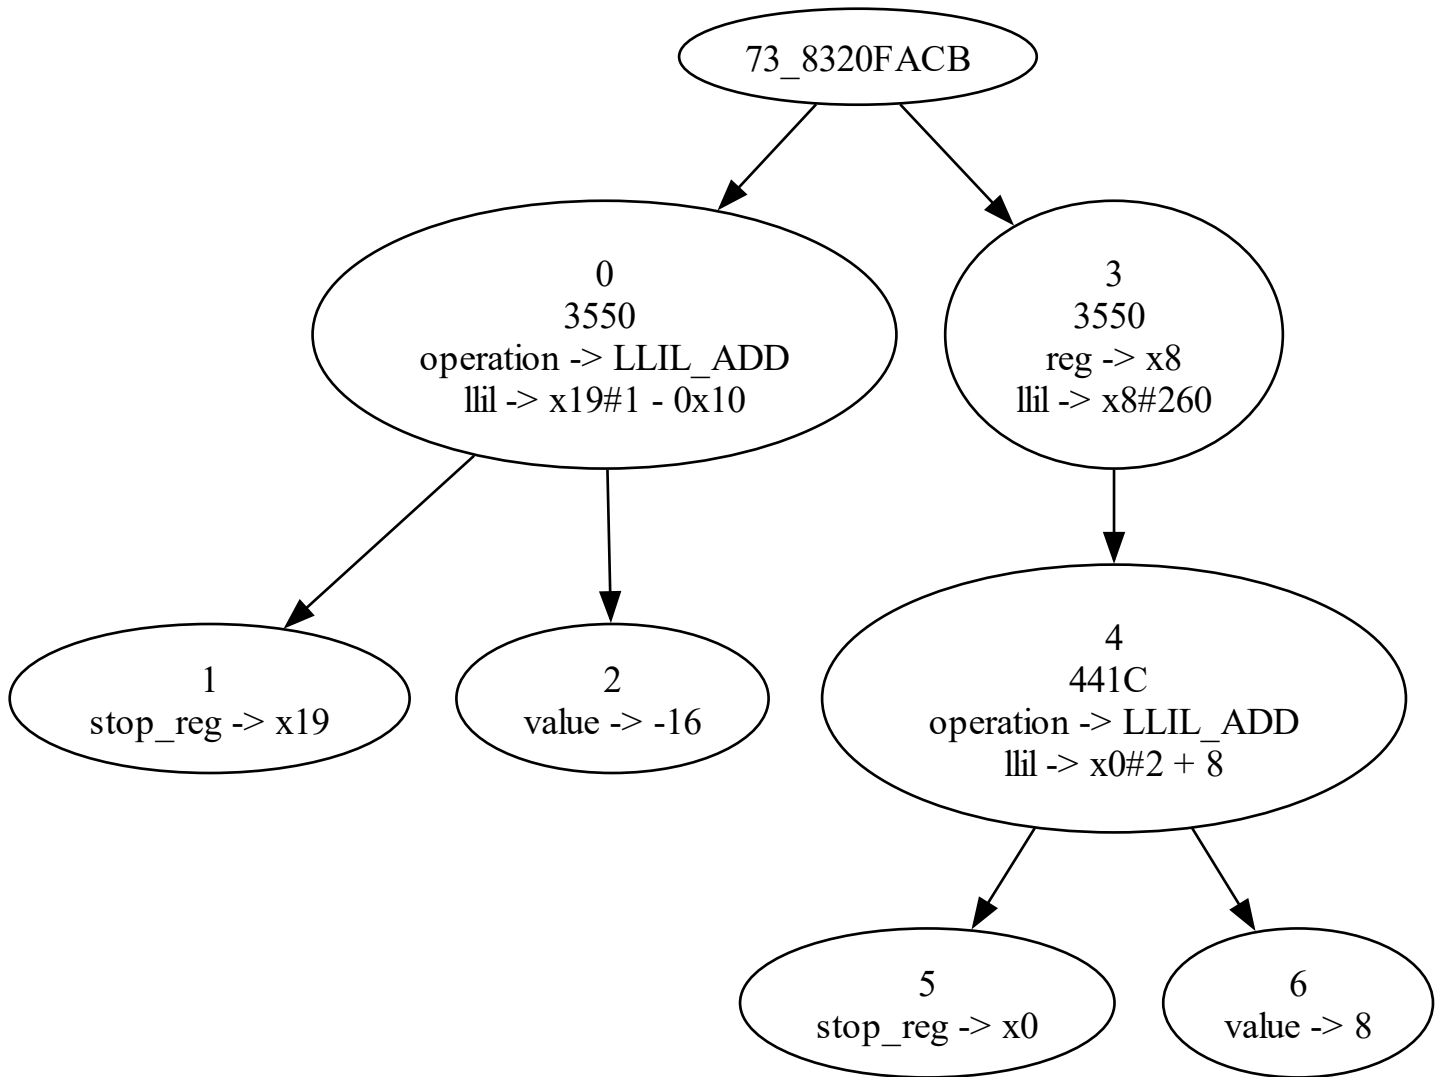 73_8320FACB
0
3550
operation -> LLIL_ADD
llil -> x19#1 - 0x10
3
3550
reg -> x8
llil -> x8#260
1
stop_reg -> x19
2
value -> -16
4
441C
operation -> LLIL_ADD
llil -> x0#2 + 8
5
stop_reg -> x0
6
value -> 8